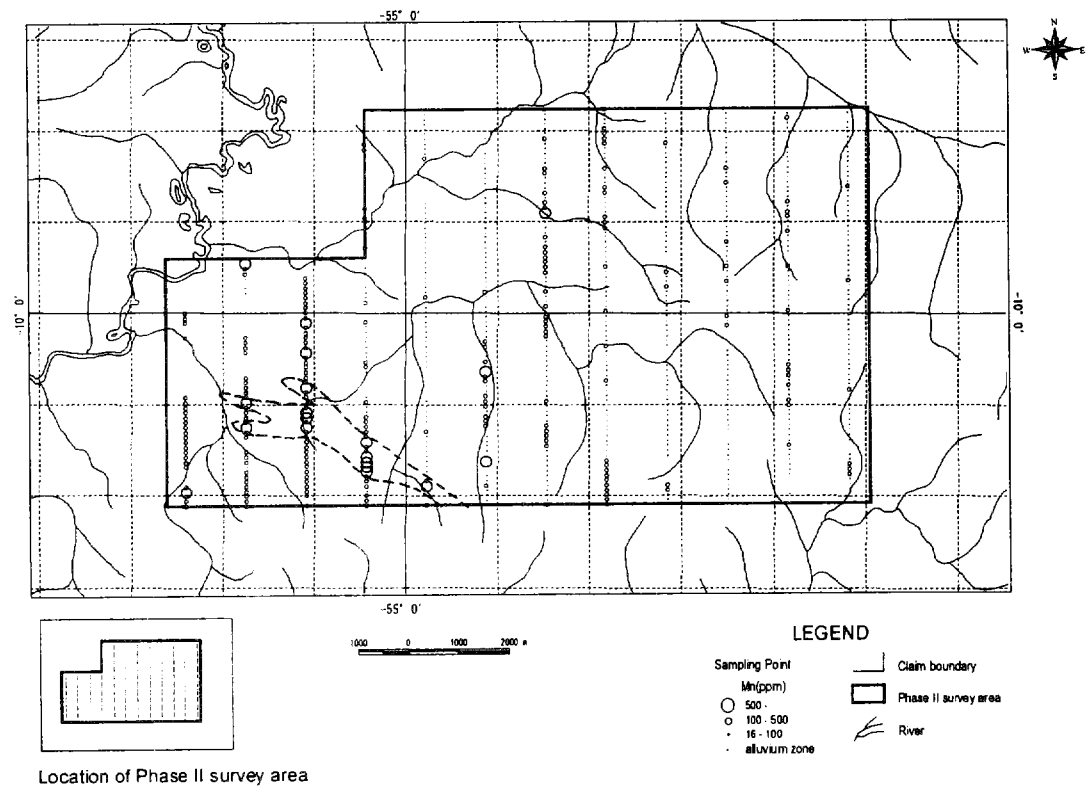 -55° 0'
N
W E
S
-10° 0'
-10° 0'
-55° 0'
1000 0 1000 2000 m
LEGEND
Sampling Point
Mn(ppm)
500 -
100 - 500
16 - 100
alluvium zone
Claim boundary
Phase II survey area
River
Location of Phase II survey area